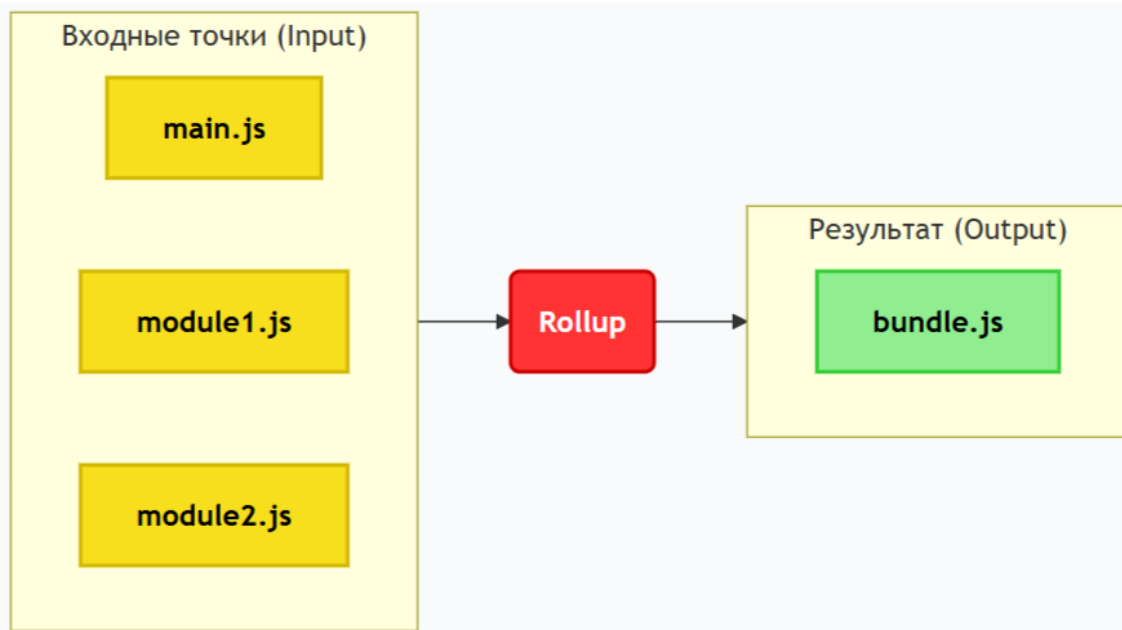 Входные точки (Input)
main.js
module1.js
module2.js
Rollup
Результат (Output)
bundle.js